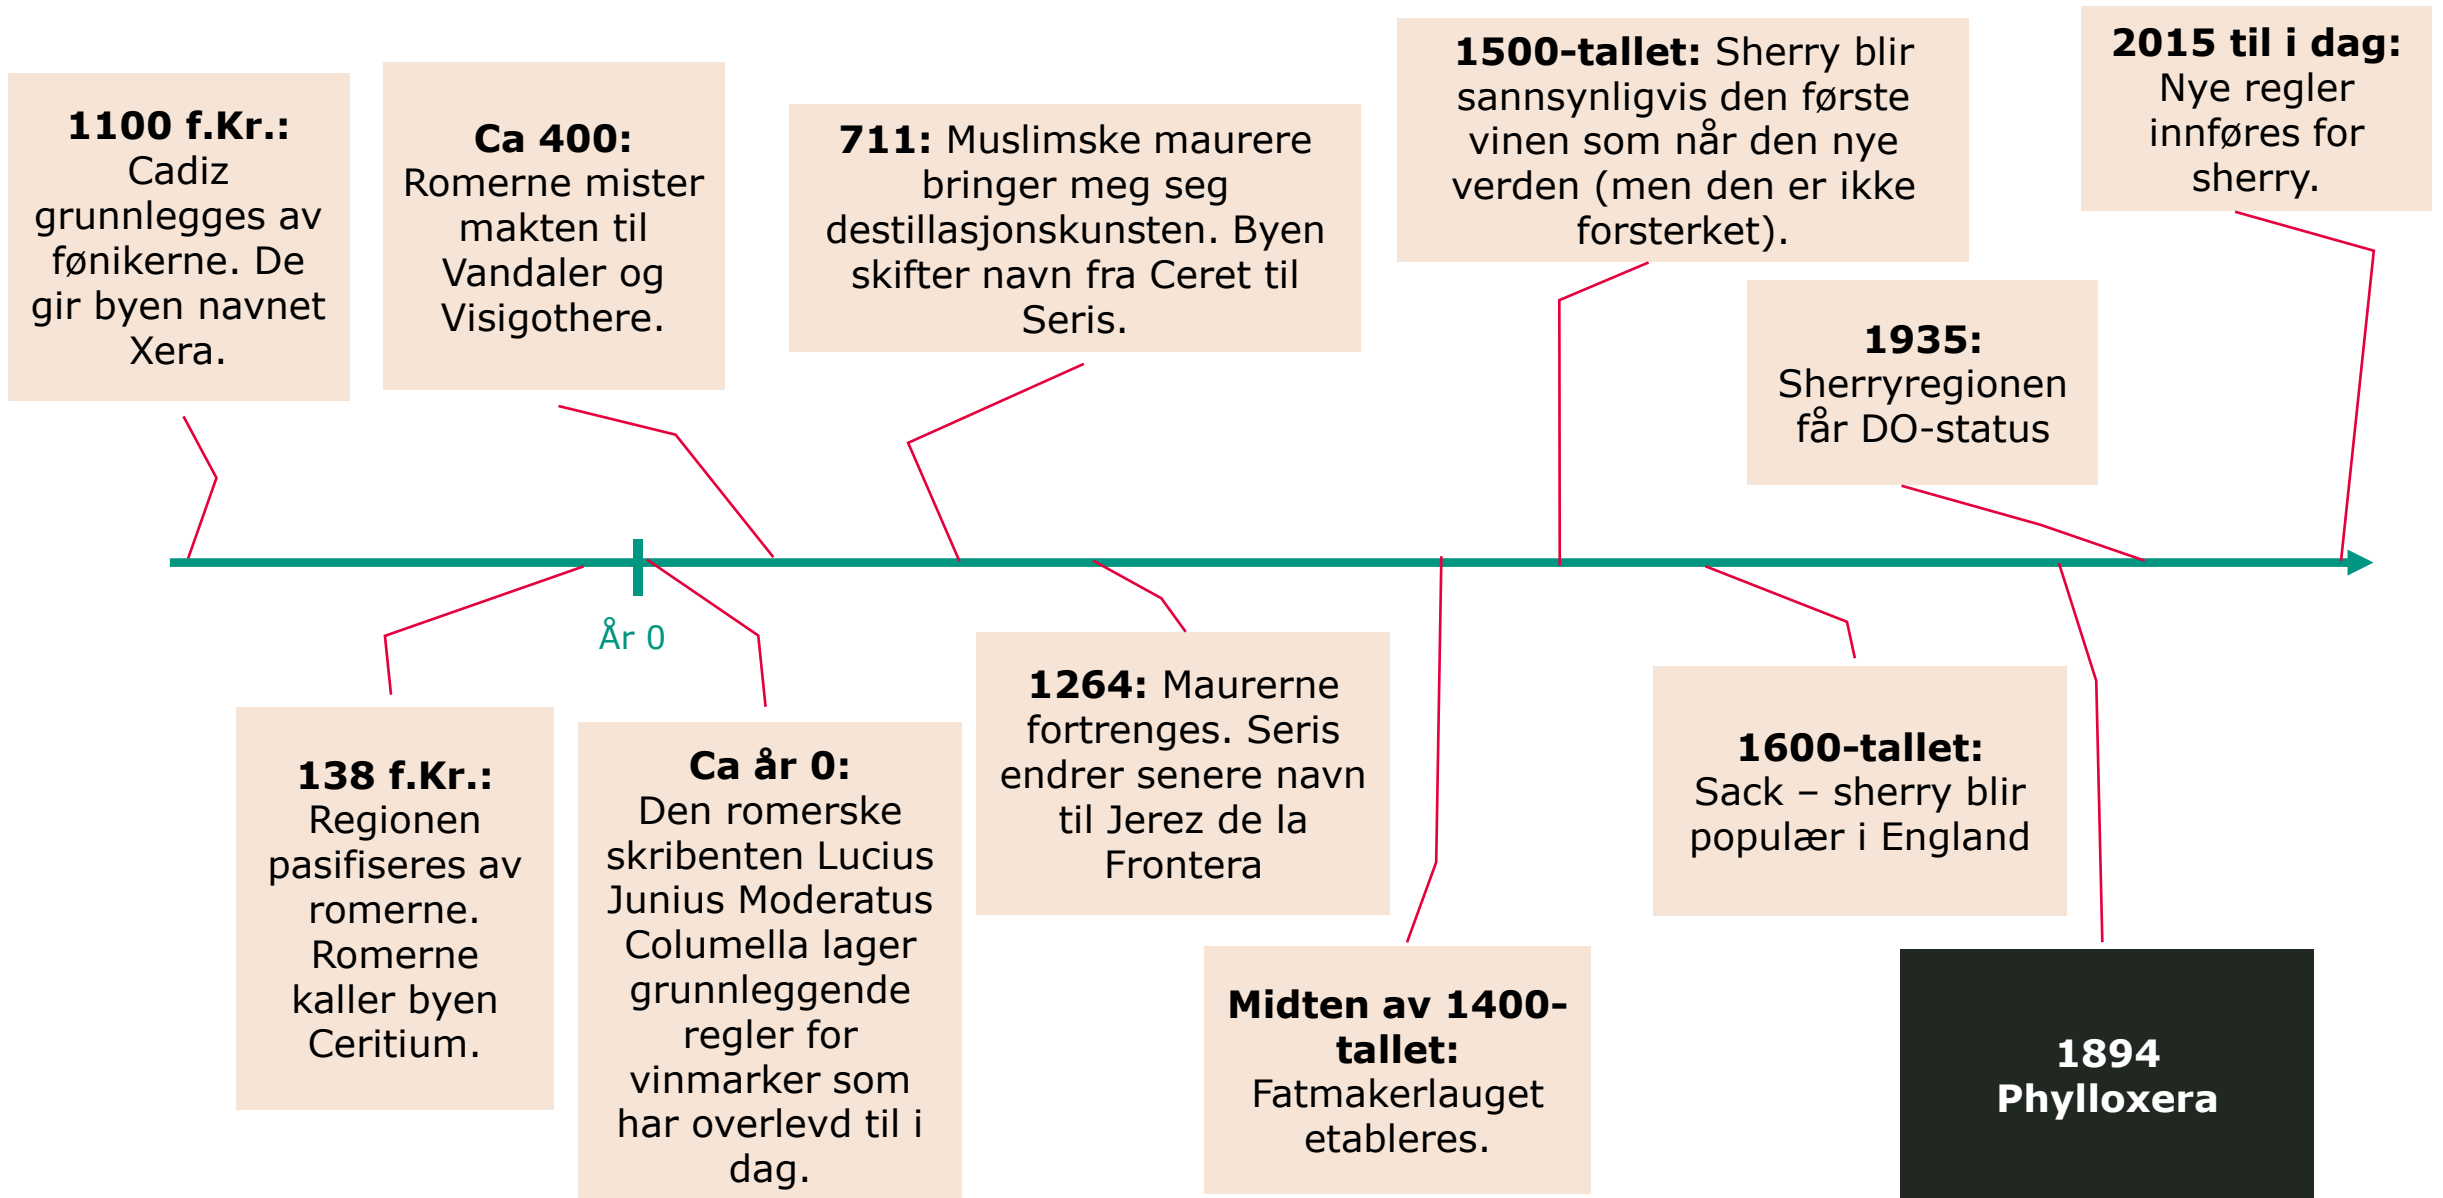 1100 f.Kr.:
Cadiz
grunnlegges av
fønikerne. De
gir byen navnet
Xera.
Ca 400:
Romerne mister
makten til
Vandaler og
Visigothere.
711: Muslimske maurere
bringer meg seg
destillasjonskunsten. Byen
skifter navn fra Ceret til
Seris.
1500-tallet: Sherry blir
sannsynligvis den første
vinen som når den nye
verden (men den er ikke
forsterket).
1935:
Sherryregionen
får DO-status
2015 til i dag:
Nye regler
innføres for
sherry.
År 0
138 f.Kr.:
Regionen
pasifiseres av
romerne.
Romerne
kaller byen
Ceritium.
Ca år 0:
Den romerske
skribenten Lucius
Junius Moderatus
Columella lager
grunnleggende
regler for
vinmarker som
har overlevd til i
dag.
1264: Maurerne
fortrenges. Seris
endrer senere navn
til Jerez de la
Frontera
Midten av 1400-
tallet:
Fatmakerlauget
etableres.
1600-tallet:
Sack – sherry blir
populær i England
1894
Phylloxera